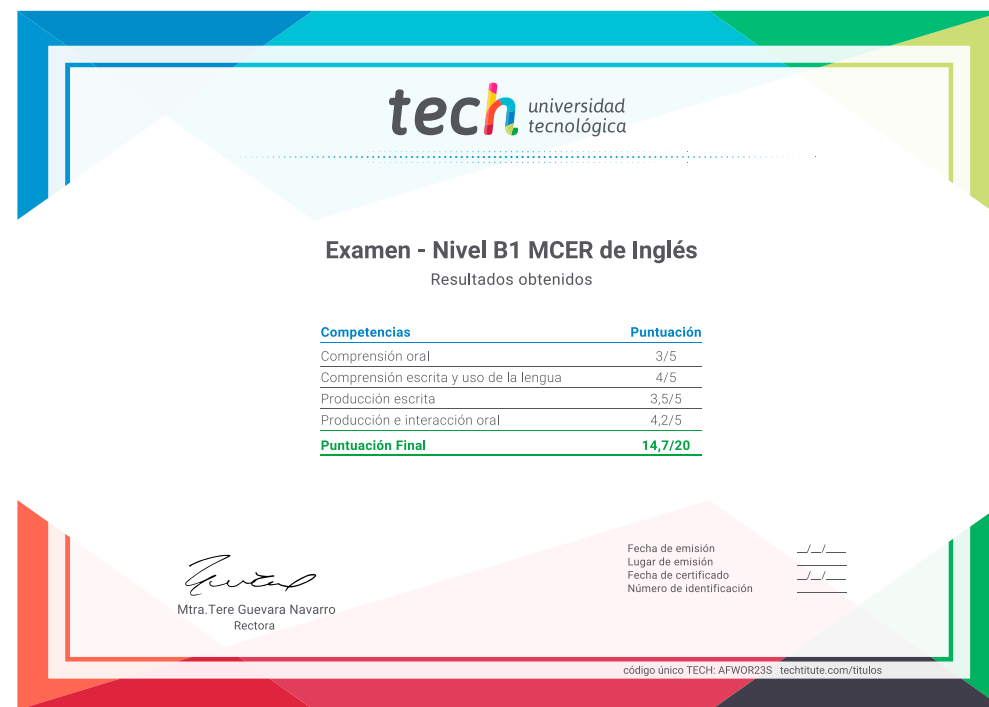 tech universidad
tecnológica
Examen - Nivel B1 MCER de Inglés
Resultados obtenidos
Competencias Puntuación
Comprensión oral 3/5
Comprensión escrita y uso de la lengua 4/5
Producción escrita 3,5/5
Producción e interacción oral 4,2/5
Puntuación Final 14,7/20
Mtra.Tere Guevara Navarro
Rectora
Fecha de emisión __/__/____
Lugar de emisión ________
Fecha de certificado __/__/____
Número de identificación ________
código único TECH: AFWOR23S techtitute.com/titulos